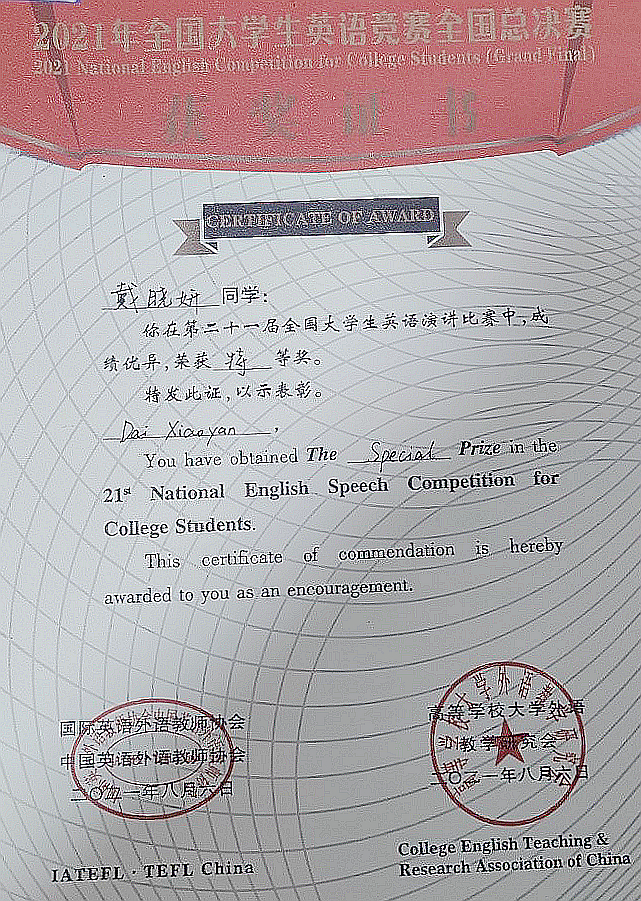 2021年全国大学生英语竞赛全国总决赛
2021 National English Competition for College Students (Grand Final)
获奖证书
CERTIFICATE OF AWARD
戴晓妍 同学:
你在第二十一届全国大学生英语演讲比赛中,成
绩优异,荣获 特 等奖。
特发此证,以示表彰。
Dai Xiaoyan ,
You have obtained The Special Prize in the
21st National English Speech Competition for
College Students.
This certificate of commendation is hereby
awarded to you as an encouragement.
国际英语外语教师协会
中国英语外语教师协会
二〇二一年八月六日
IATEFL · TEFL China
高等学校大学外语
教学研究会
二〇二一年八月六日
College English Teaching &
Research Association of China